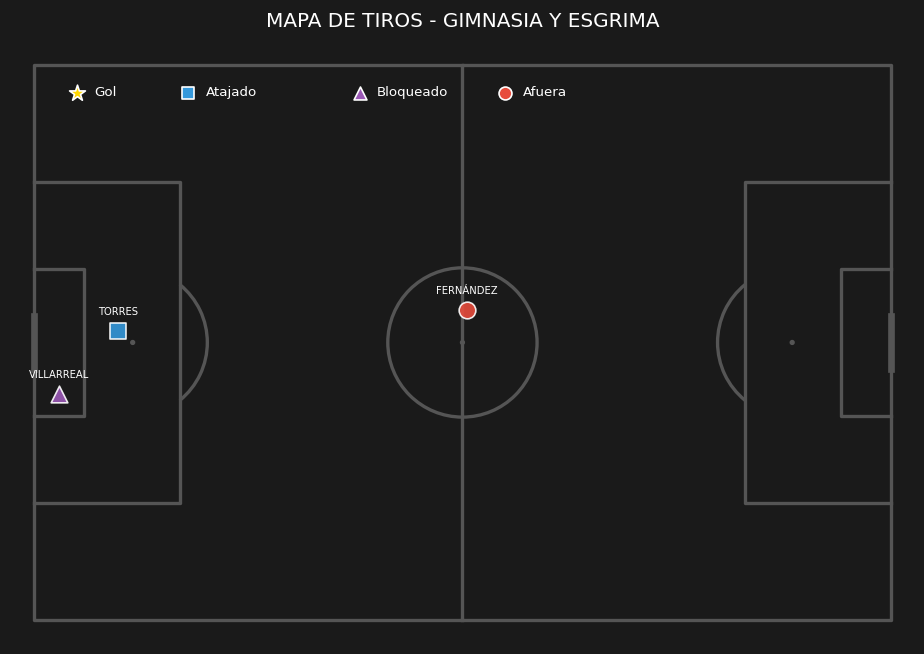 MAPA DE TIROS - GIMNASIA Y ESGRIMA
Gol
Atajado
Bloqueado
Afuera
FERNÁNDEZ
TORRES
VILLARREAL